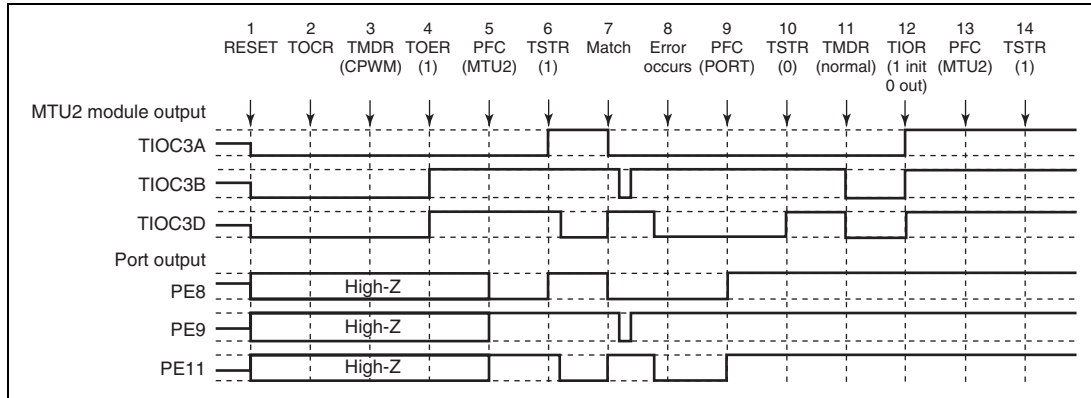 1 2 3 4 5 6 7 8 9 10 11 12 13 14
RESET TOCR TMDR TOER PFC TSTR Match Error PFC TSTR TMDR TIOR PFC TSTR
(CPWM) (1) (MTU2) (1) occurs (PORT) (0) (normal) (1 init (MTU2) (1)
0 out)
MTU2 module output
TIOC3A
TIOC3B
TIOC3D
Port output
PE8 High-Z
PE9 High-Z
PE11 High-Z